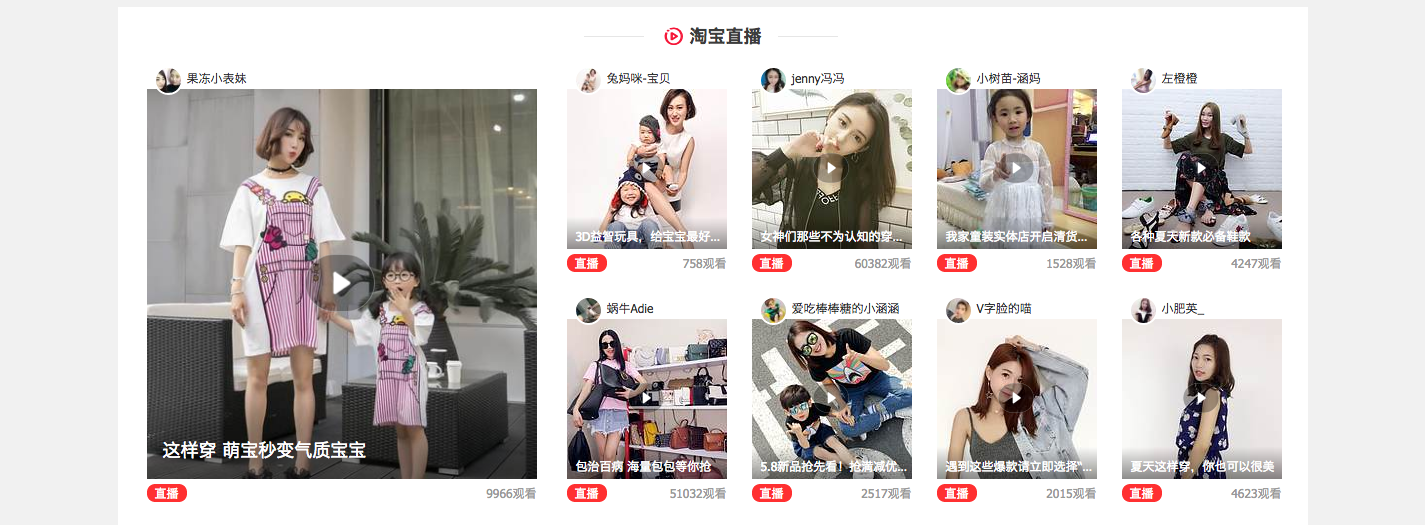 淘宝直播
果冻小表妹
这样穿 萌宝秒变气质宝宝
直播 9966观看
兔妈咪-宝贝
3D益智玩具，给宝宝最好...
直播 758观看
jenny冯冯
女神们那些不为认知的穿...
直播 60382观看
小树苗-涵妈
我家童装实体店开启清货...
直播 1528观看
左橙橙
各种夏天新款必备鞋款
直播 4247观看
蜗牛Adie
包治百病 海量包包等你抢
直播 51032观看
爱吃棒棒糖的小涵涵
5.8新品抢先看！抢满减优...
直播 2517观看
V字脸的喵
遇到这些爆款请立即选择"...
直播 2015观看
小肥英_
夏天这样穿，你也可以很美
直播 4623观看